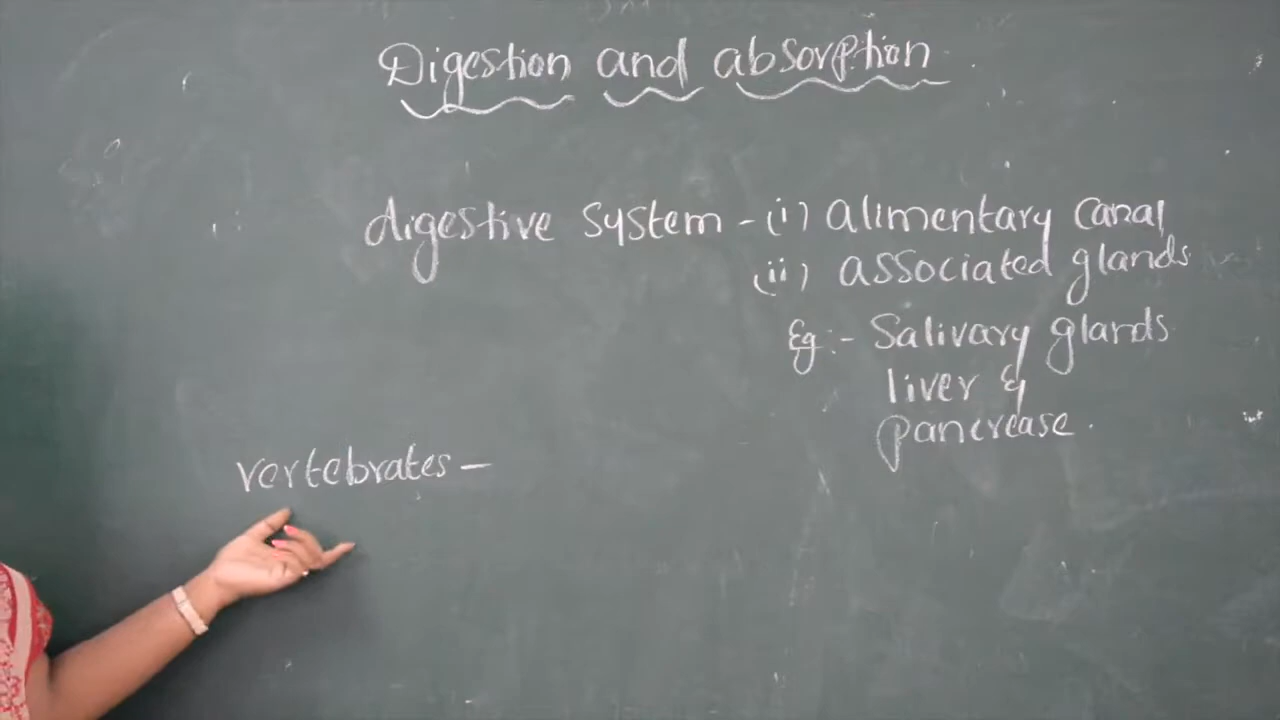 Digestion and absorption
digestive system - (i) alimentary canal
(ii) associated glands
Eg:- Salivary glands
liver &
pancrease.
vertebrates -